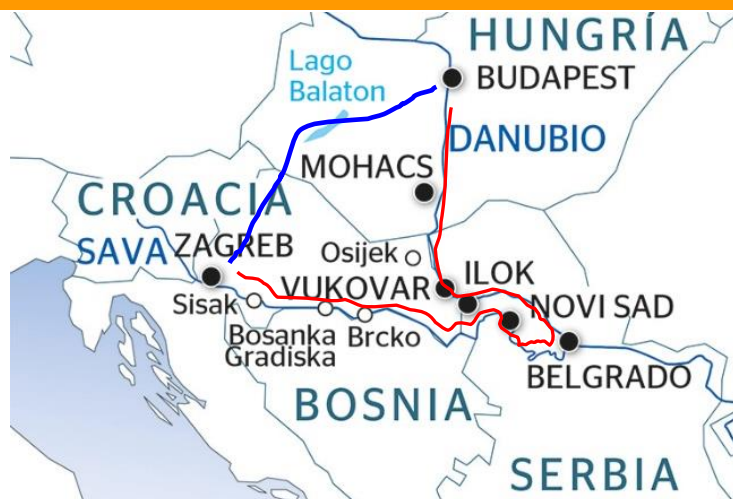 HUNGRÍA
Lago
Balaton
BUDAPEST
DANUBIO
MOHACS
CROACIA
SAVA
ZAGREB
Osijek
ILOK
VUKOVAR
Sisak
NOVI SAD
Bosanka
Gradiska
Brcko
BELGRADO
BOSNIA
SERBIA